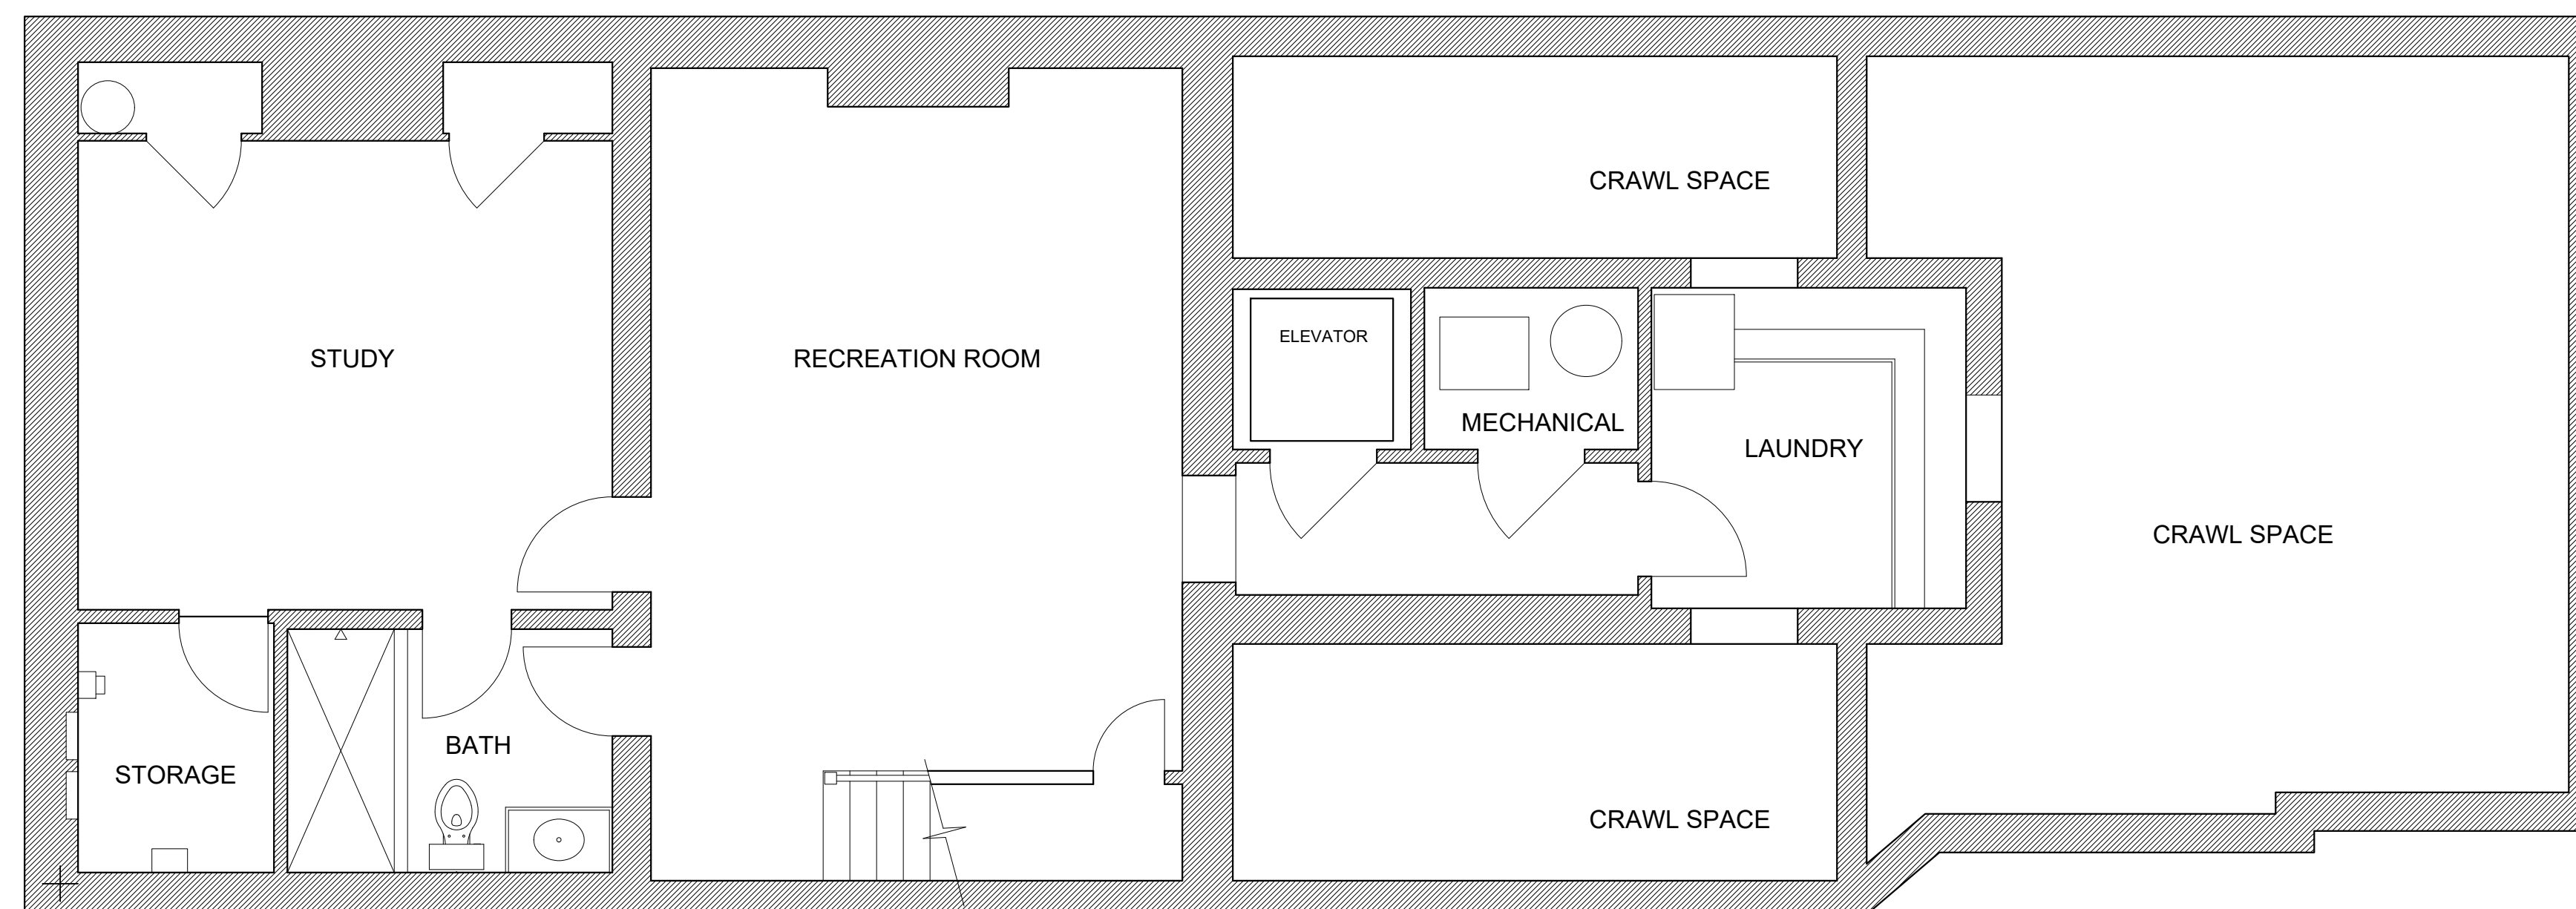 CRAWL SPACE
ELEVATOR
STUDY
RECREATION ROOM
MECHANICAL
LAUNDRY
CRAWL SPACE
BATH
STORAGE
CRAWL SPACE